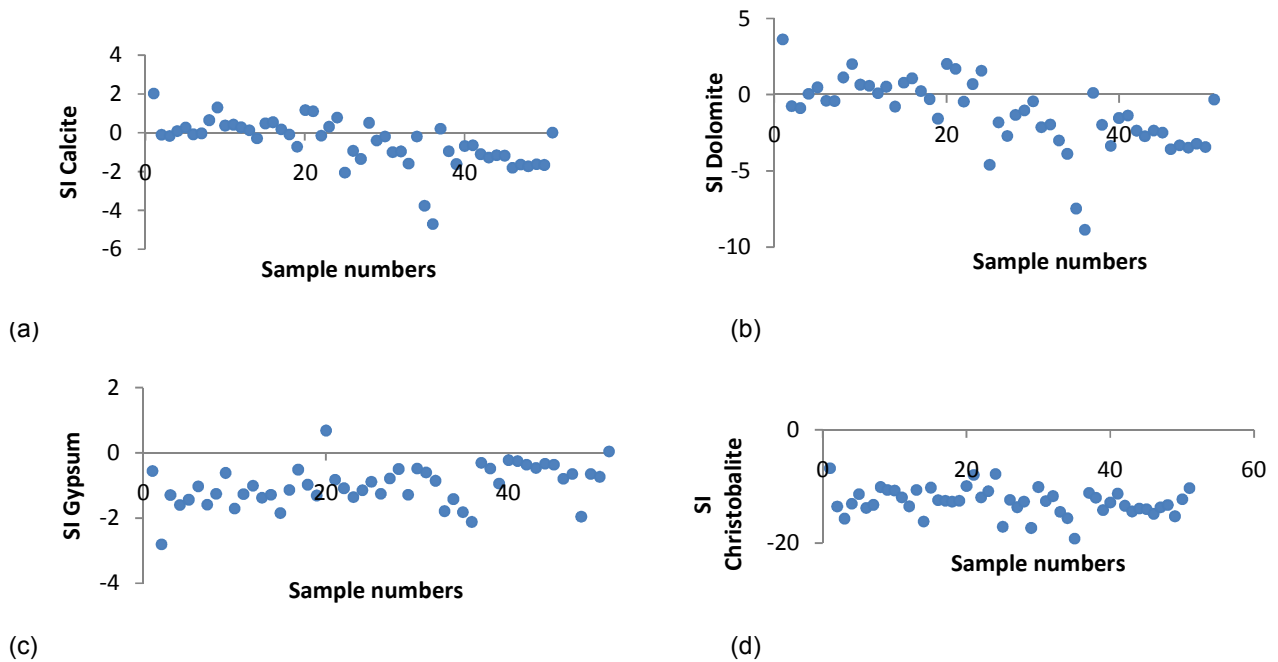 4
2
0
-2
-4
-6
0
20
40
SI Calcite
Sample numbers
(a)
5
0
-5
-10
0
20
40
SI Dolomite
Sample numbers
(b)
2
0
-2
-4
0
20
40
SI Gypsum
Sample numbers
(c)
0
-20
0
20
40
60
SI
Christobalite
Sample numbers
(d)